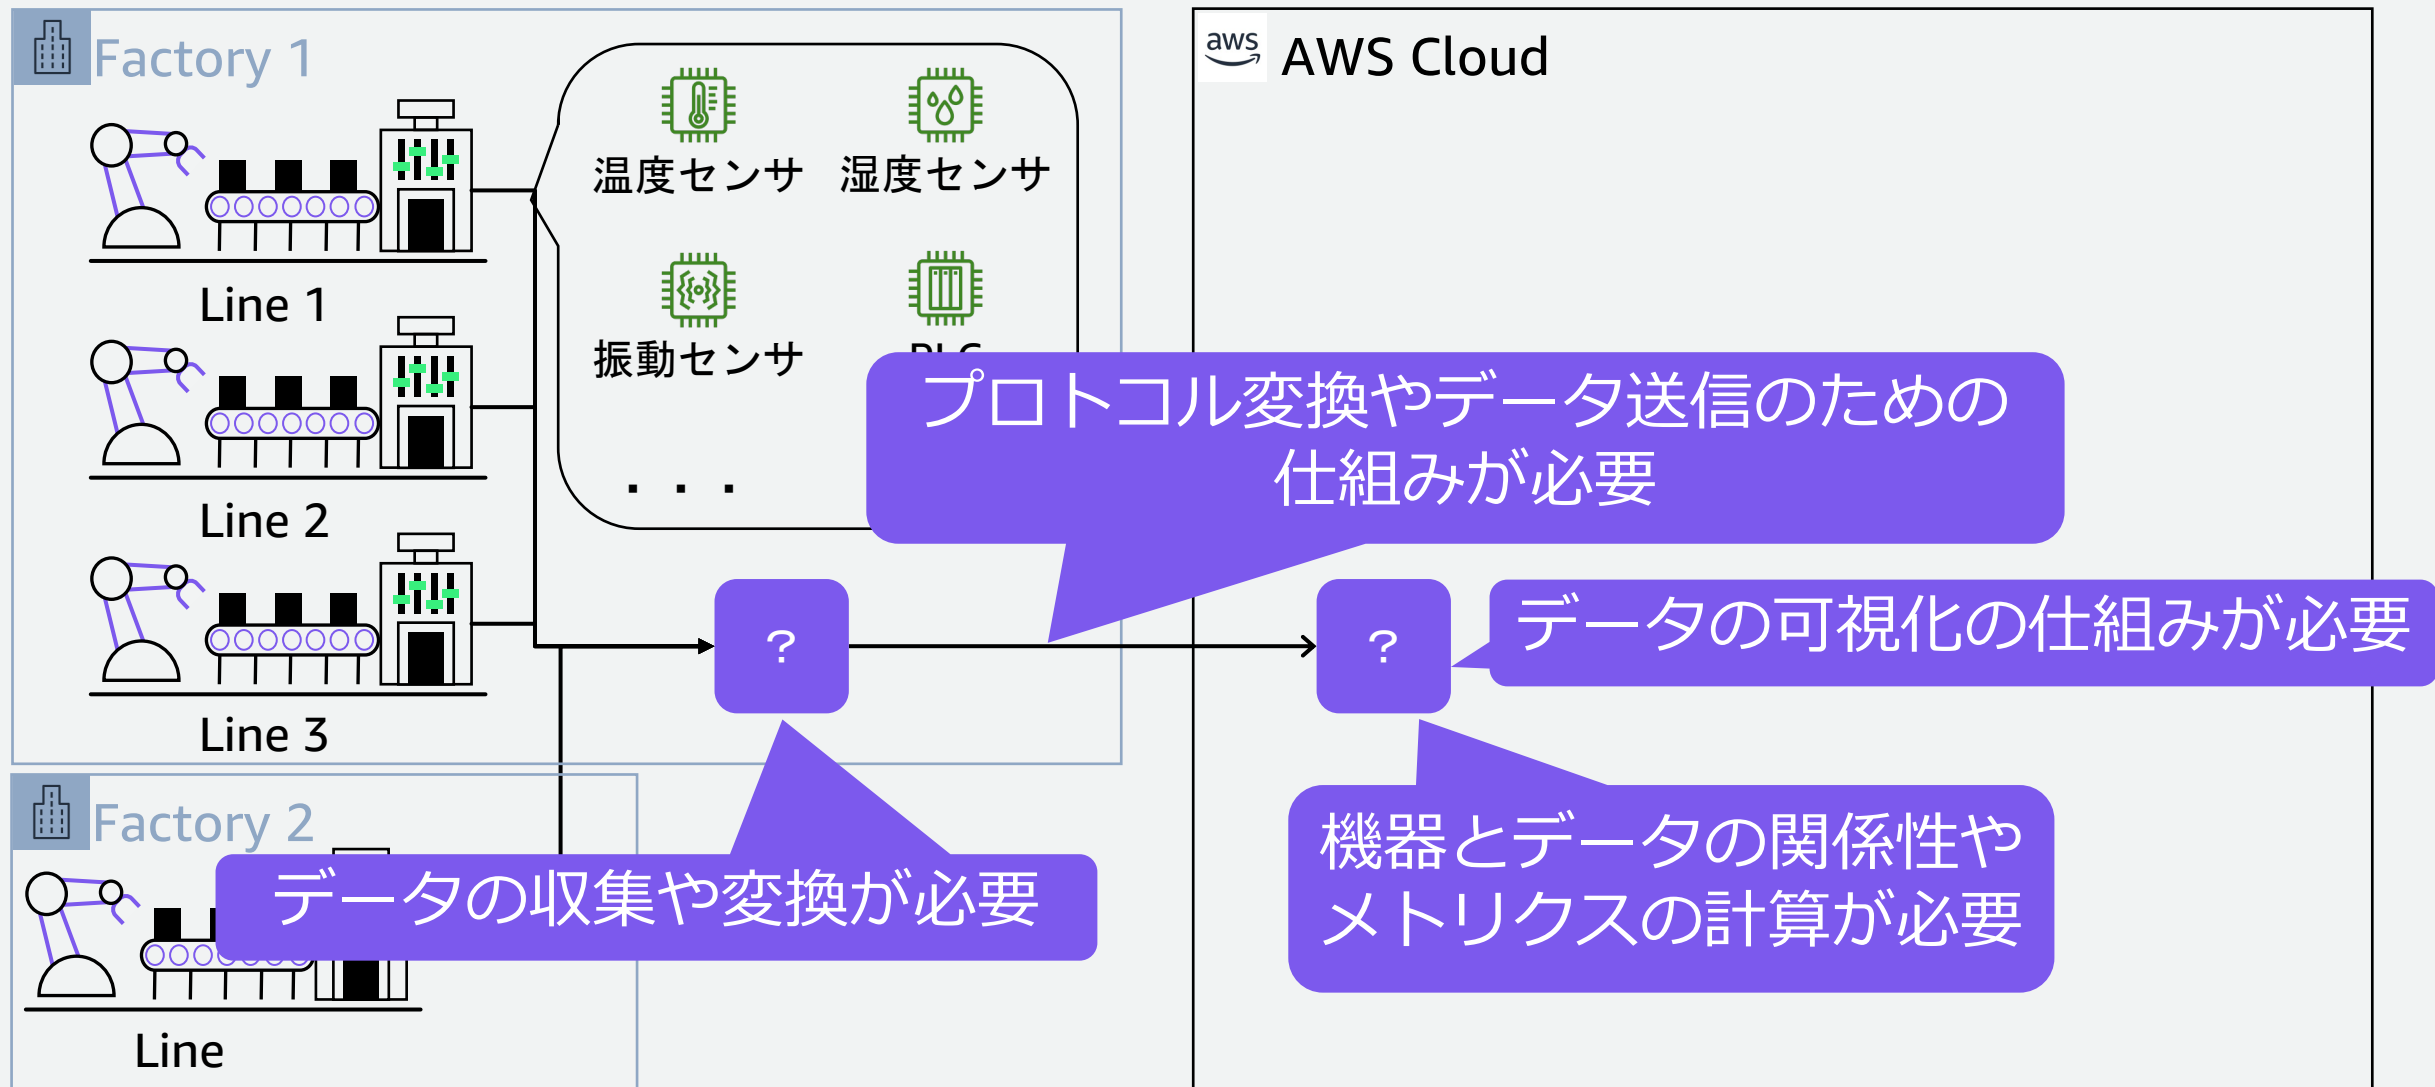 Factory 1
aws
AWS Cloud
温度センサ
湿度センサ
Line 1
振動センサ
プロトコル変換やデータ送信のための
仕組みが必要
・・・
Line 2
?
?
データの可視化の仕組みが必要
Line 3
Factory 2
機器とデータの関係性や
メトリクスの計算が必要
データの収集や変換が必要
Line